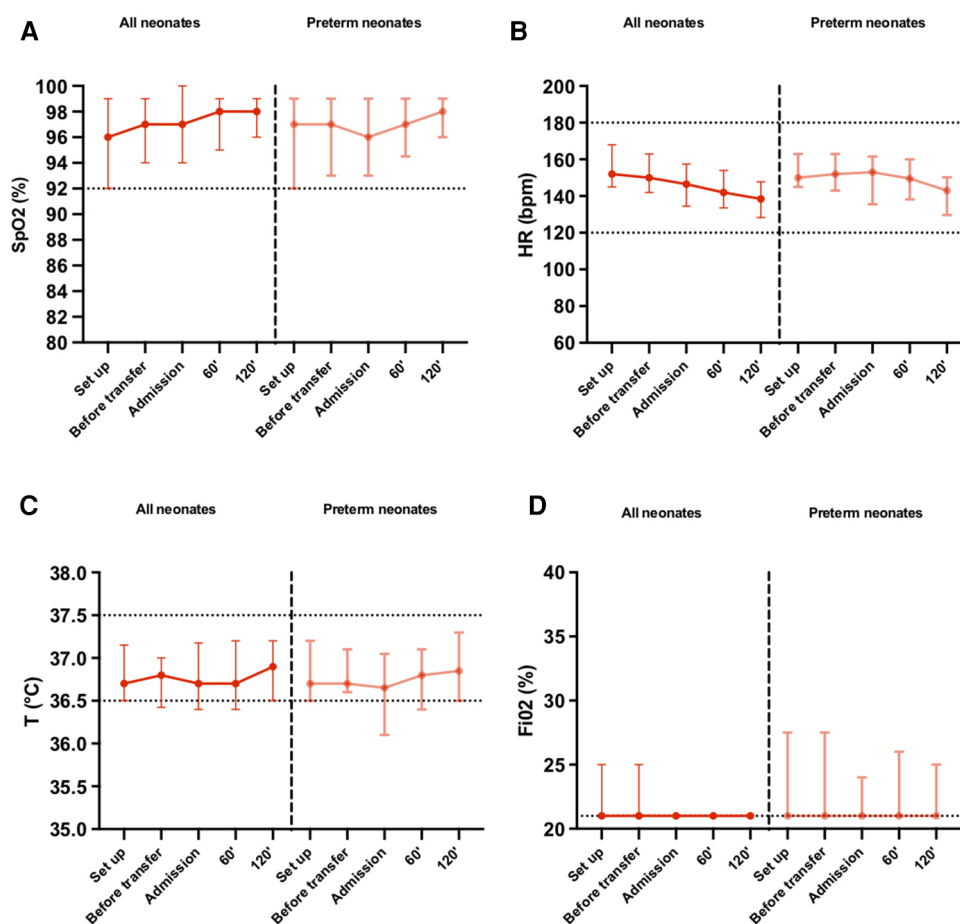 A
All neonates
Preterm neonates
SpO2 (%)
100
98
96
94
92
90
88
86
84
82
80
Set up
Before transfer
Admission
60'
120'
Set up
Before transfer
Admission
60'
120'
B
All neonates
Preterm neonates
HR (bpm)
200
180
160
140
120
100
80
60
Set up
Before transfer
Admission
60'
120'
Set up
Before transfer
Admission
60'
120'
C
All neonates
Preterm neonates
T (°C)
38.0
37.5
37.0
36.5
36.0
35.5
35.0
Set up
Before transfer
Admission
60'
120'
Set up
Before transfer
Admission
60'
120'
D
All neonates
Preterm neonates
Fi02 (%)
40
35
30
25
20
Set up
Before transfer
Admission
60'
120'
Set up
Before transfer
Admission
60'
120'